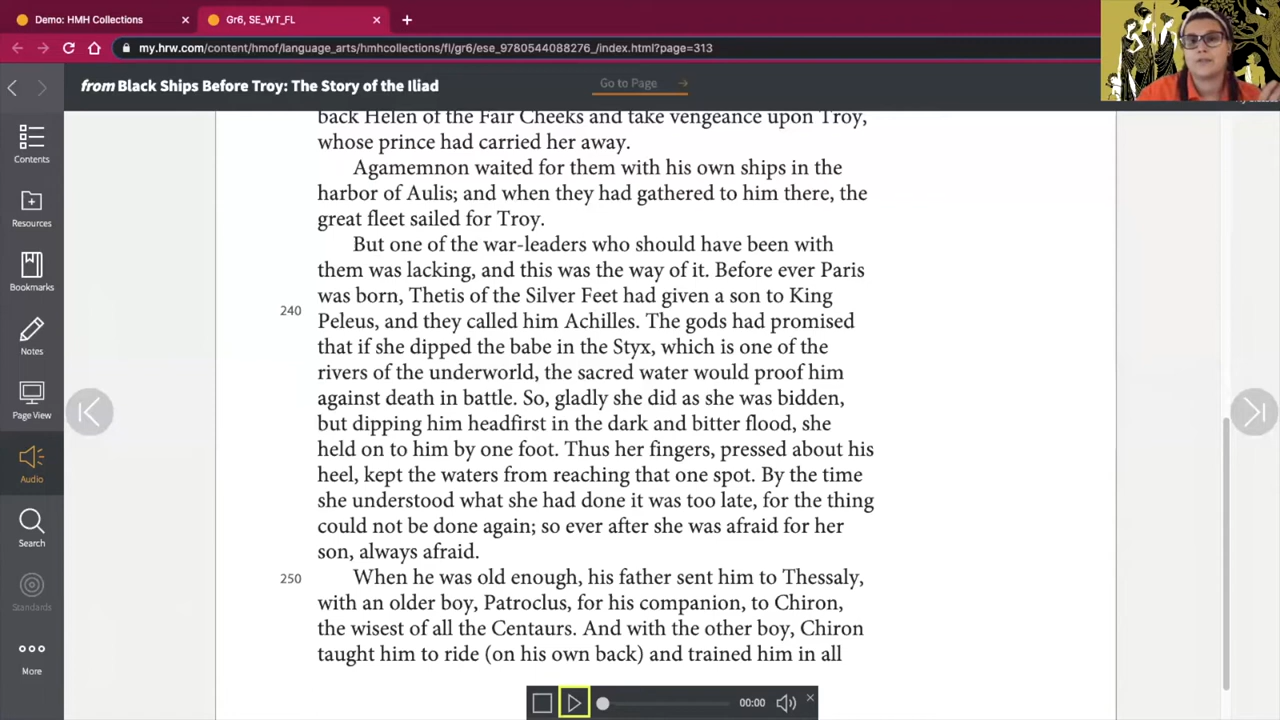 Demo: HMH Collections
Gr6, SE_WT_FL
my.hrw.com/content/hmof/language_arts/hmhcollections/fl/gr6/ese_9780544088276_/index.html?page=313
from Black Ships Before Troy: The Story of the Iliad
Go to Page
Contents
Resources
Bookmarks
Notes
Page View
Audio
Search
Standards
More
back Helen of the Fair Cheeks and take vengeance upon Troy,
whose prince had carried her away.
Agamemnon waited for them with his own ships in the
harbor of Aulis; and when they had gathered to him there, the
great fleet sailed for Troy.
But one of the war-leaders who should have been with
them was lacking, and this was the way of it. Before ever Paris
was born, Thetis of the Silver Feet had given a son to King
240 Peleus, and they called him Achilles. The gods had promised
that if she dipped the babe in the Styx, which is one of the
rivers of the underworld, the sacred water would proof him
against death in battle. So, gladly she did as she was bidden,
but dipping him headfirst in the dark and bitter flood, she
held on to him by one foot. Thus her fingers, pressed about his
heel, kept the waters from reaching that one spot. By the time
she understood what she had done it was too late, for the thing
could not be done again; so ever after she was afraid for her
son, always afraid.
250 When he was old enough, his father sent him to Thessaly,
with an older boy, Patroclus, for his companion, to Chiron,
the wisest of all the Centaurs. And with the other boy, Chiron
taught him to ride (on his own back) and trained him in all
00:00